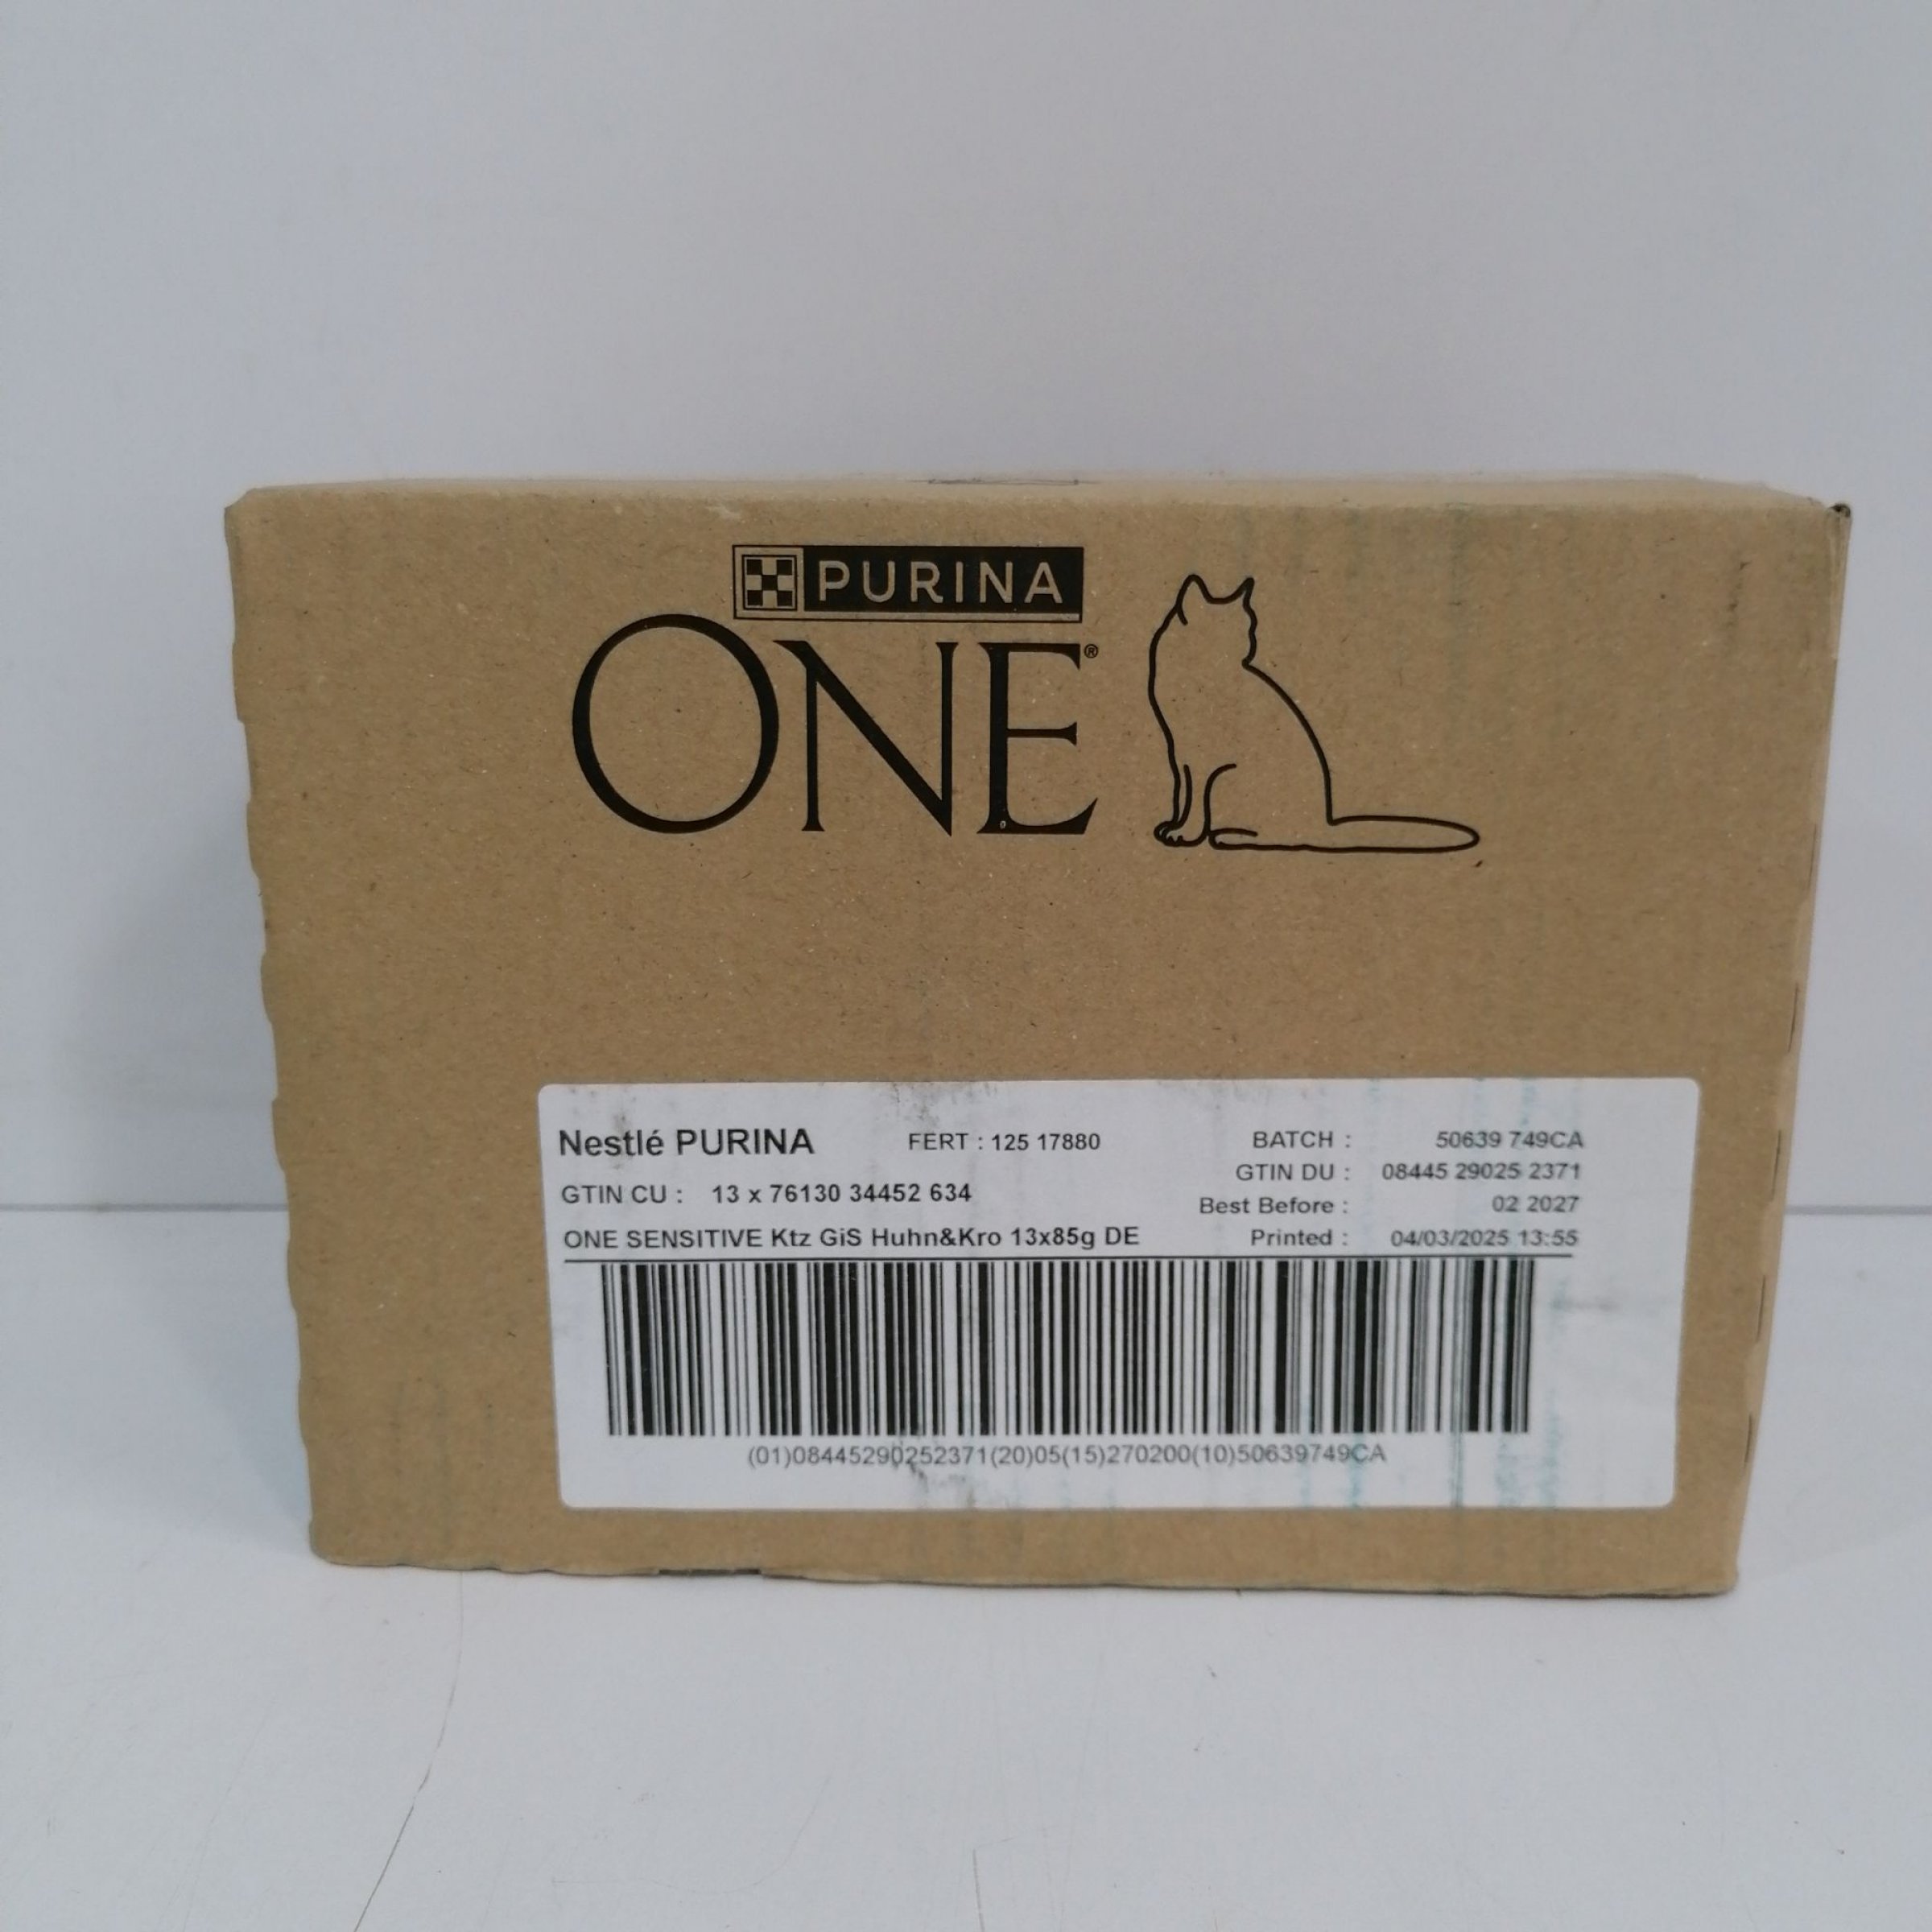 PURINA
ONE®
Nestlé PURINA FERT : 125 17880 BATCH : 50639 749CA
GTIN DU : 08445 29025 2371
GTIN CU : 13 x 76130 34452 634
Best Before : 02 2027
ONE SENSITIVE Ktz GiS Huhn&Kro 13x85g DE Printed : 04/03/2025 13:55
(01)08445290252371(20)05(15)270200(10)50639749CA